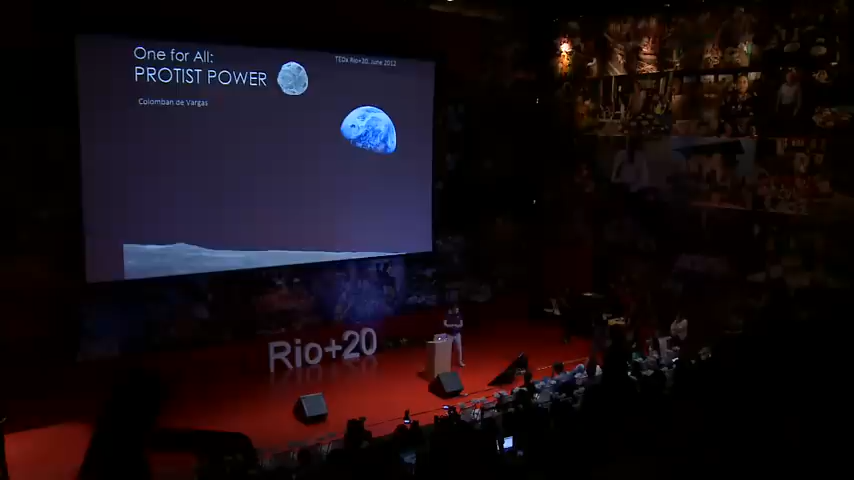 One for All:
PROTIST POWER
TEDx Rio+20, June 2012
Colomban de Vargas
Rio+20